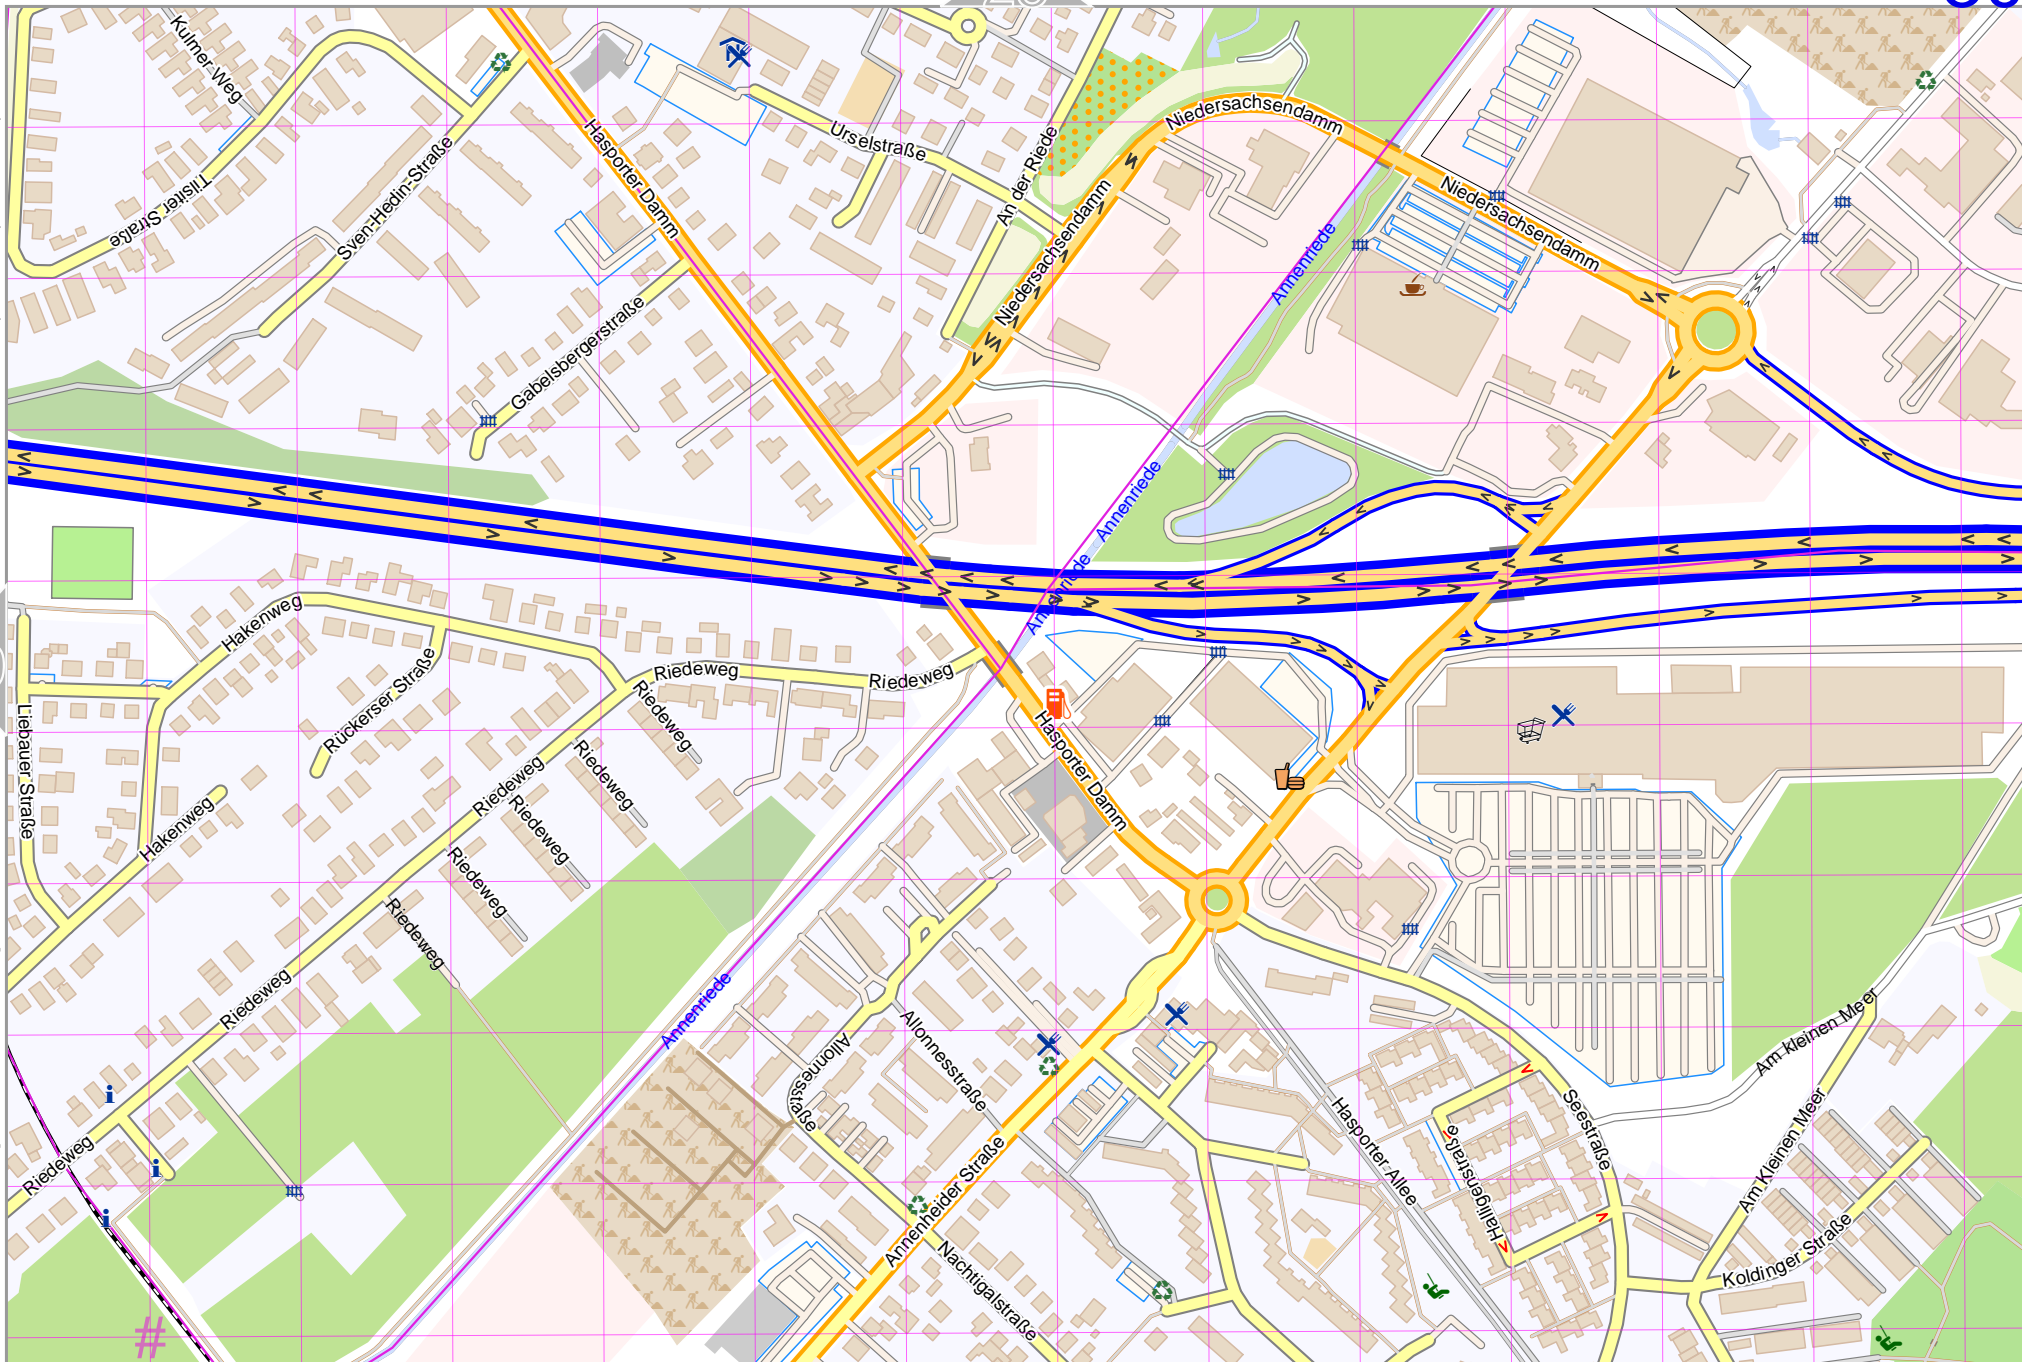 Kulmer Weg
Tilsiter Straße
Sven-Hedin-Straße
Hasporter Damm
Urselstraße
An der Riede
Niedersachsendamm
Niedersachsendamm
Niedersachsendamm
Annenriede
Gabelsbergerstraße
Annenriede
Annenriede
Hakenweg
Rückerser Straße
Riedeweg
Riedeweg
Riedeweg
Liebauer Straße
Hakenweg
Riedeweg
Riedeweg
Riedeweg
Riedeweg
Riedeweg
Riedeweg
Riedeweg
Hasporter Damm
Annenriede
Allonnesstraße
Allonnesstraße
Annenheider Straße
Nachtigalstraße
Hasporter Allee
Halligenstraße
Seestraße
Am kleinen Meer
Am Kleinen Meer
Koldinger Straße
#